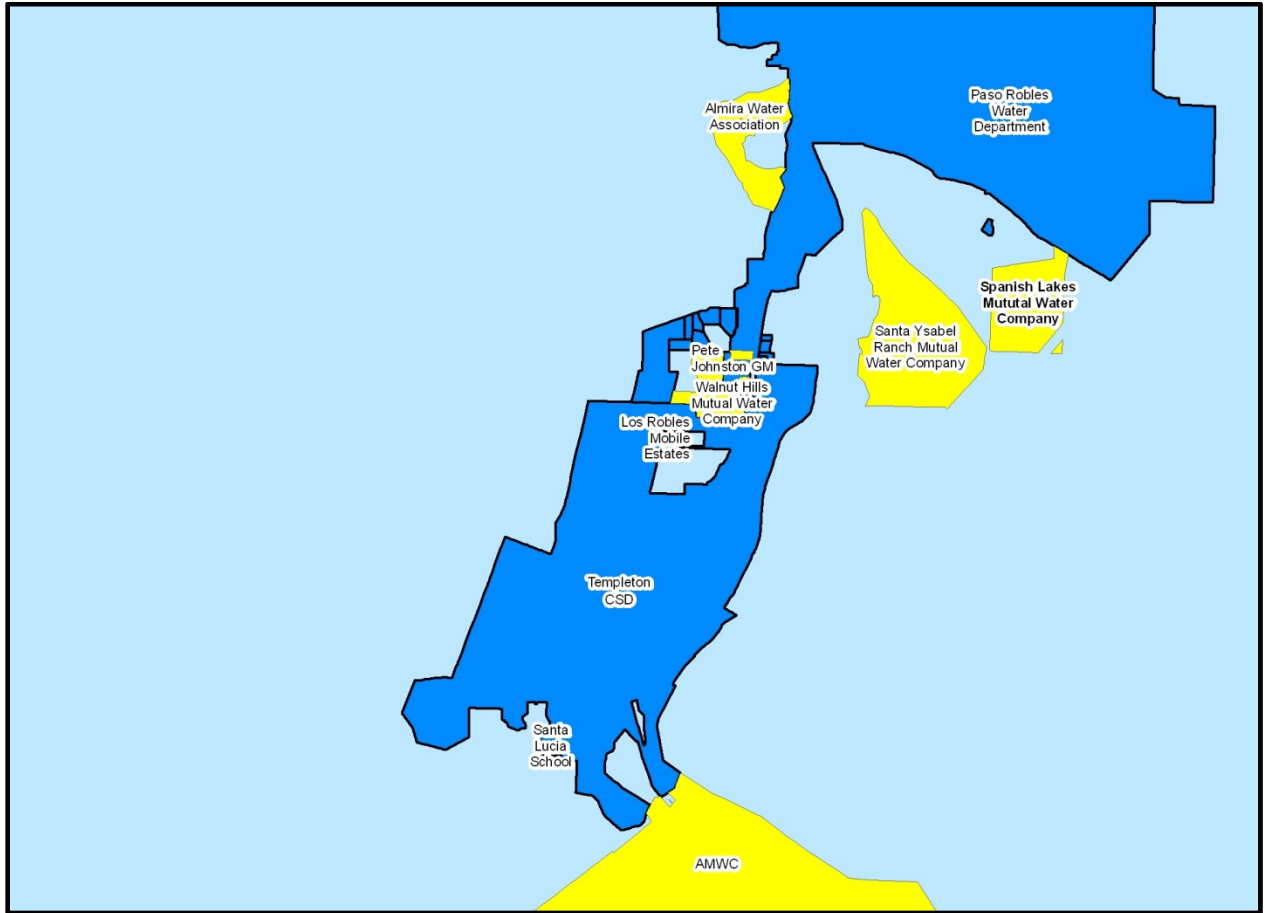 Paso Robles
Water
Department
Almira Water
Association
Spanish Lakes
Mututal Water
Company
Santa Ysabel
Ranch Mutual
Water Company
Pete
Johnston GM
Walnut Hills
Mutual Water
Company
Los Robles
Mobile
Estates
Templeton
CSD
Santa
Lucia
School
AMWC